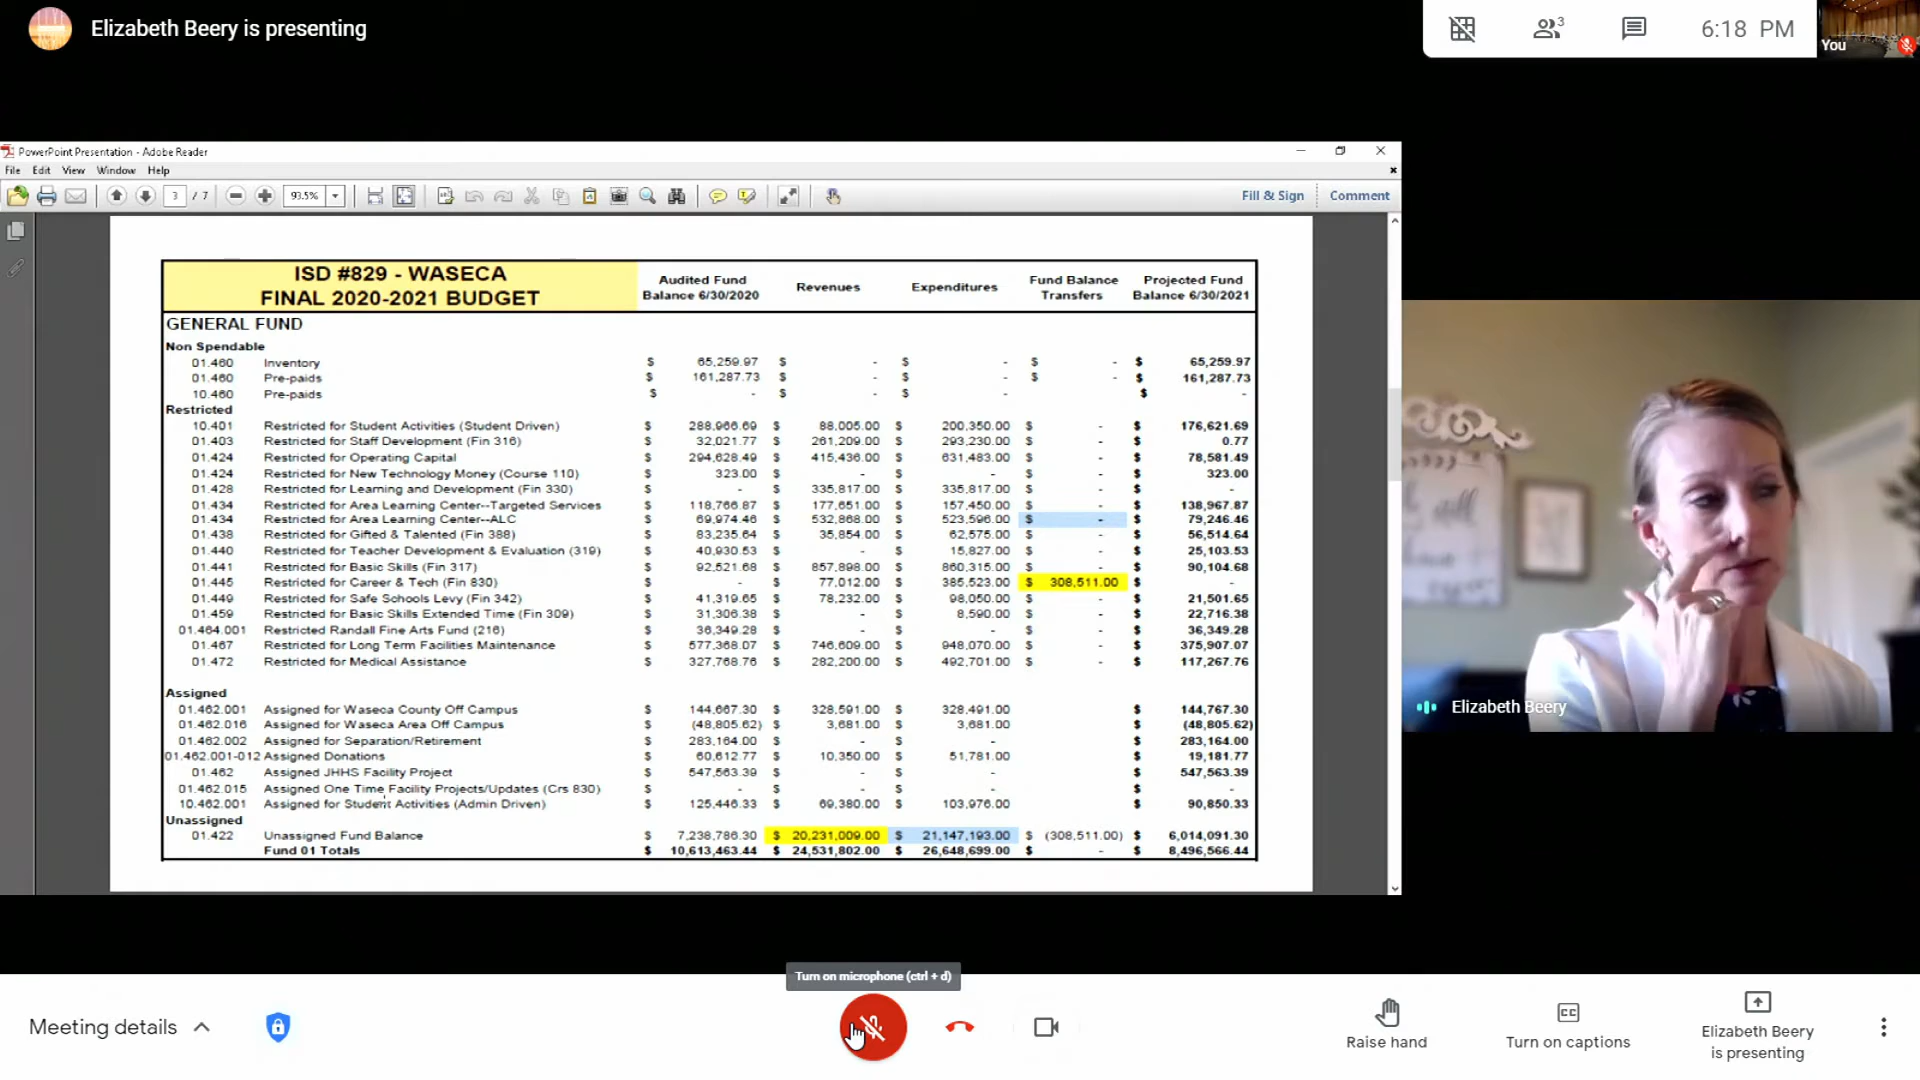 Elizabeth Beery is presenting
3
6:18 PM
You
PowerPoint Presentation - Adobe Reader
File Edit View Window Help
3 / 7 93.5% Fill & Sign Comment
ISD #829 - WASECA
FINAL 2020-2021 BUDGET
Audited Fund Balance 6/30/2020 Revenues Expenditures Fund Balance Transfers Projected Fund Balance 6/30/2021
GENERAL FUND
Non Spendable
01.460 Inventory $ 65,259.97 $ - $ - $ - $ 65,259.97
01.460 Pre-paids $ 161,287.73 $ - $ - $ - $ 161,287.73
10.460 Pre-paids $ - $ - $ - $ -
Restricted
10.401 Restricted for Student Activities (Student Driven) $ 288,966.69 $ 88,005.00 $ 200,350.00 $ - $ 176,621.69
01.403 Restricted for Staff Development (Fin 316) $ 32,021.77 $ 261,209.00 $ 293,230.00 $ - $ 0.77
01.424 Restricted for Operating Capital $ 294,628.49 $ 415,436.00 $ 631,483.00 $ - $ 78,581.49
01.424 Restricted for New Technology Money (Course 110) $ 323.00 $ - $ - $ - $ 323.00
01.428 Restricted for Learning and Development (Fin 330) $ - $ 335,817.00 $ 335,817.00 $ - $ -
01.434 Restricted for Area Learning Center--Targeted Services $ 118,766.87 $ 177,651.00 $ 157,450.00 $ - $ 138,967.87
01.434 Restricted for Area Learning Center--ALC $ 69,974.46 $ 532,868.00 $ 523,596.00 $ - $ 79,246.46
01.438 Restricted for Gifted & Talented (Fin 388) $ 83,235.64 $ 35,854.00 $ 62,575.00 $ - $ 56,514.64
01.440 Restricted for Teacher Development & Evaluation (319) $ 40,930.53 $ - $ 15,827.00 $ - $ 25,103.53
01.441 Restricted for Basic Skills (Fin 317) $ 92,521.68 $ 857,898.00 $ 860,315.00 $ - $ 90,104.68
01.445 Restricted for Career & Tech (Fin 830) $ - $ 77,012.00 $ 385,523.00 $ 308,511.00 $ -
01.449 Restricted for Safe Schools Levy (Fin 342) $ 41,319.65 $ 78,232.00 $ 98,050.00 $ - $ 21,501.65
01.459 Restricted for Basic Skills Extended Time (Fin 309) $ 31,306.38 $ - $ 8,590.00 $ - $ 22,716.38
01.464.001 Restricted Randall Fine Arts Fund (216) $ 36,349.28 $ - $ - $ - $ 36,349.28
01.467 Restricted for Long Term Facilities Maintenance $ 577,368.07 $ 746,609.00 $ 948,070.00 $ - $ 375,907.07
01.472 Restricted for Medical Assistance $ 327,768.76 $ 282,200.00 $ 492,701.00 $ - $ 117,267.76
Assigned
01.462.001 Assigned for Waseca County Off Campus $ 144,667.30 $ 328,591.00 $ 328,491.00 $ 144,767.30
01.462.016 Assigned for Waseca Area Off Campus $ (48,805.62) $ 3,681.00 $ 3,681.00 $ (48,805.62)
01.462.002 Assigned for Separation/Retirement $ 283,164.00 $ - $ - $ 283,164.00
01.462.001-012 Assigned Donations $ 60,612.77 $ 10,350.00 $ 51,781.00 $ 19,181.77
01.462 Assigned JHHS Facility Project $ 547,563.39 $ - $ - $ 547,563.39
01.462.015 Assigned One Time Facility Projects/Updates (Crs 830) $ - $ - $ - $ -
10.462.001 Assigned for Student Activities (Admin Driven) $ 125,446.33 $ 69,380.00 $ 103,976.00 $ 90,850.33
Unassigned
01.422 Unassigned Fund Balance $ 7,238,786.30 $ 20,231,009.00 $ 21,147,193.00 $ (308,511.00) $ 6,014,091.30
Fund 01 Totals $ 10,613,463.44 $ 24,531,802.00 $ 26,648,699.00 $ - $ 8,496,566.44
Elizabeth Beery
Turn on microphone (ctrl + d)
Meeting details
Raise hand
CC
Turn on captions
Elizabeth Beery
is presenting